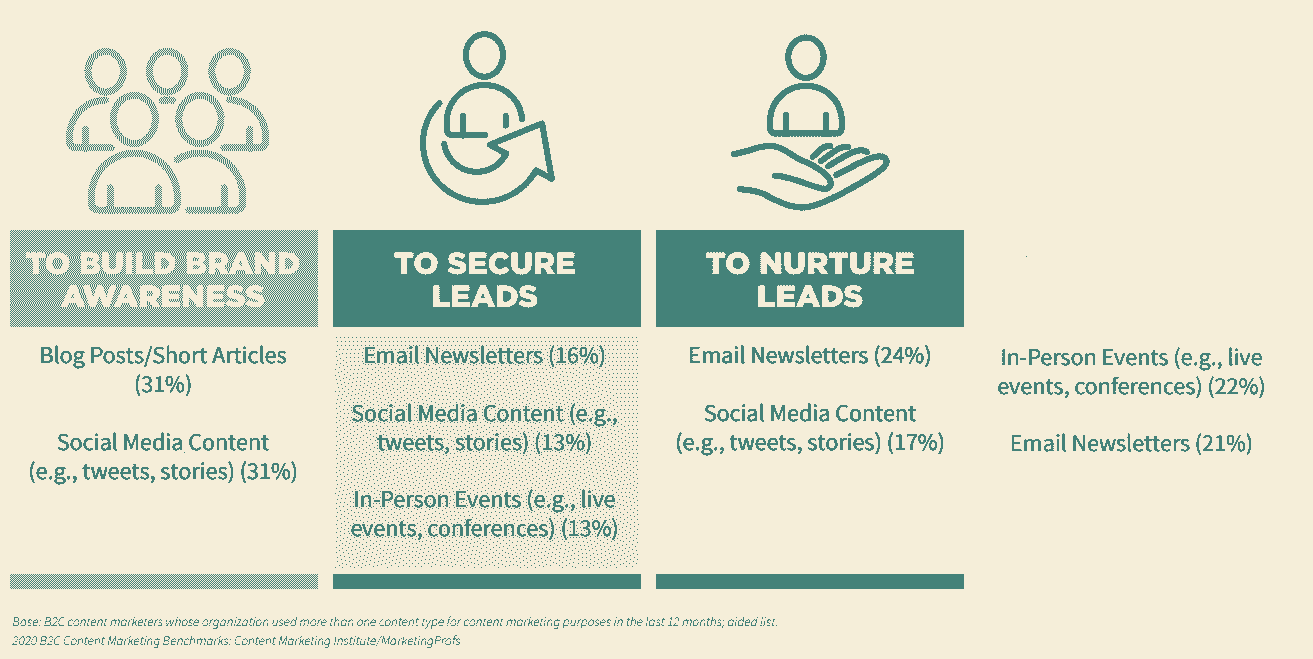 TO BUILD BRAND
AWARENESS
Blog Posts/Short Articles
(31%)
Social Media Content
(e.g., tweets, stories) (31%)
TO SECURE
LEADS
Email Newsletters (16%)
Social Media Content (e.g.,
tweets, stories) (13%)
In-Person Events (e.g., live
events, conferences) (13%)
TO NURTURE
LEADS
Email Newsletters (24%)
Social Media Content
(e.g., tweets, stories) (17%)
In-Person Events (e.g., live
events, conferences) (22%)
Email Newsletters (21%)
Base: B2C content marketers whose organization used more than one content type for content marketing purposes in the last 12 months; aided list.
2020 B2C Content Marketing Benchmarks: Content Marketing Institute/MarketingProfs